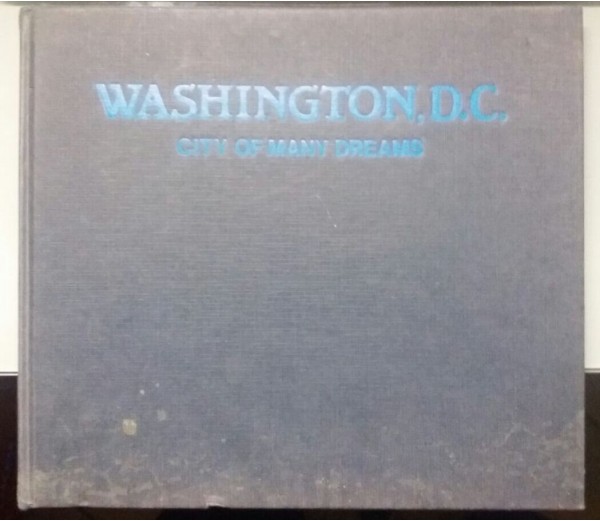 WASHINGTON, D.C.
CITY OF MANY DREAMS